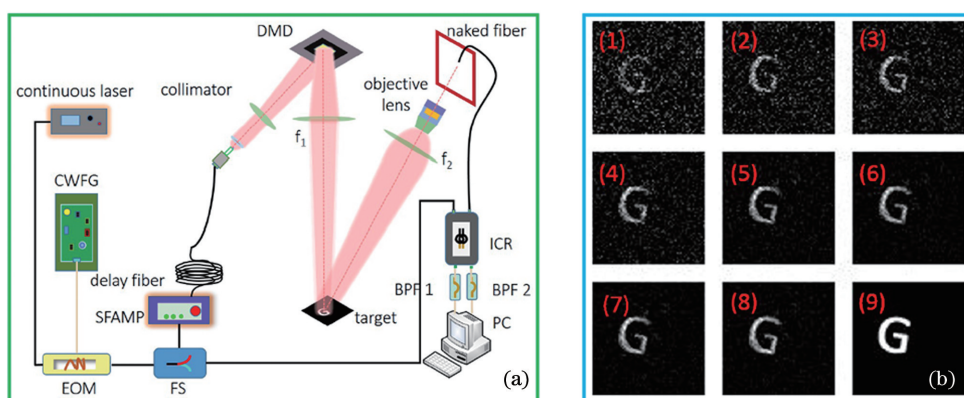 DMD
naked fiber
continuous laser
collimator
objective
lens
f1
f2
CWFG
ICR
delay fiber
BPF 1
BPF 2
SFAMP
target
PC
EOM
FS
(a)
(1)
(2)
(3)
G
G
G
(4)
(5)
(6)
G
G
G
(7)
(8)
(9)
G
G
G
(b)